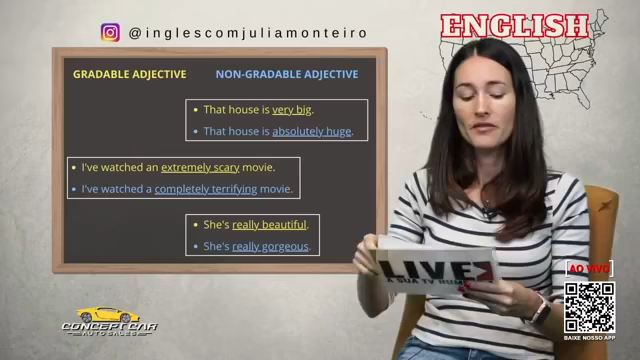 @inglescomjuliamonteiro
ENGLISH
GRADABLE ADJECTIVE NON-GRADABLE ADJECTIVE
That house is very big.
That house is absolutely huge.
I've watched an extremely scary movie.
I've watched a completely terrifying movie.
She's really beautiful.
She's really gorgeous.
LIVE
A SUA TV
AO VIVO
CONCEPT CAR
AUTO SALES
BAIXE NOSSO APP